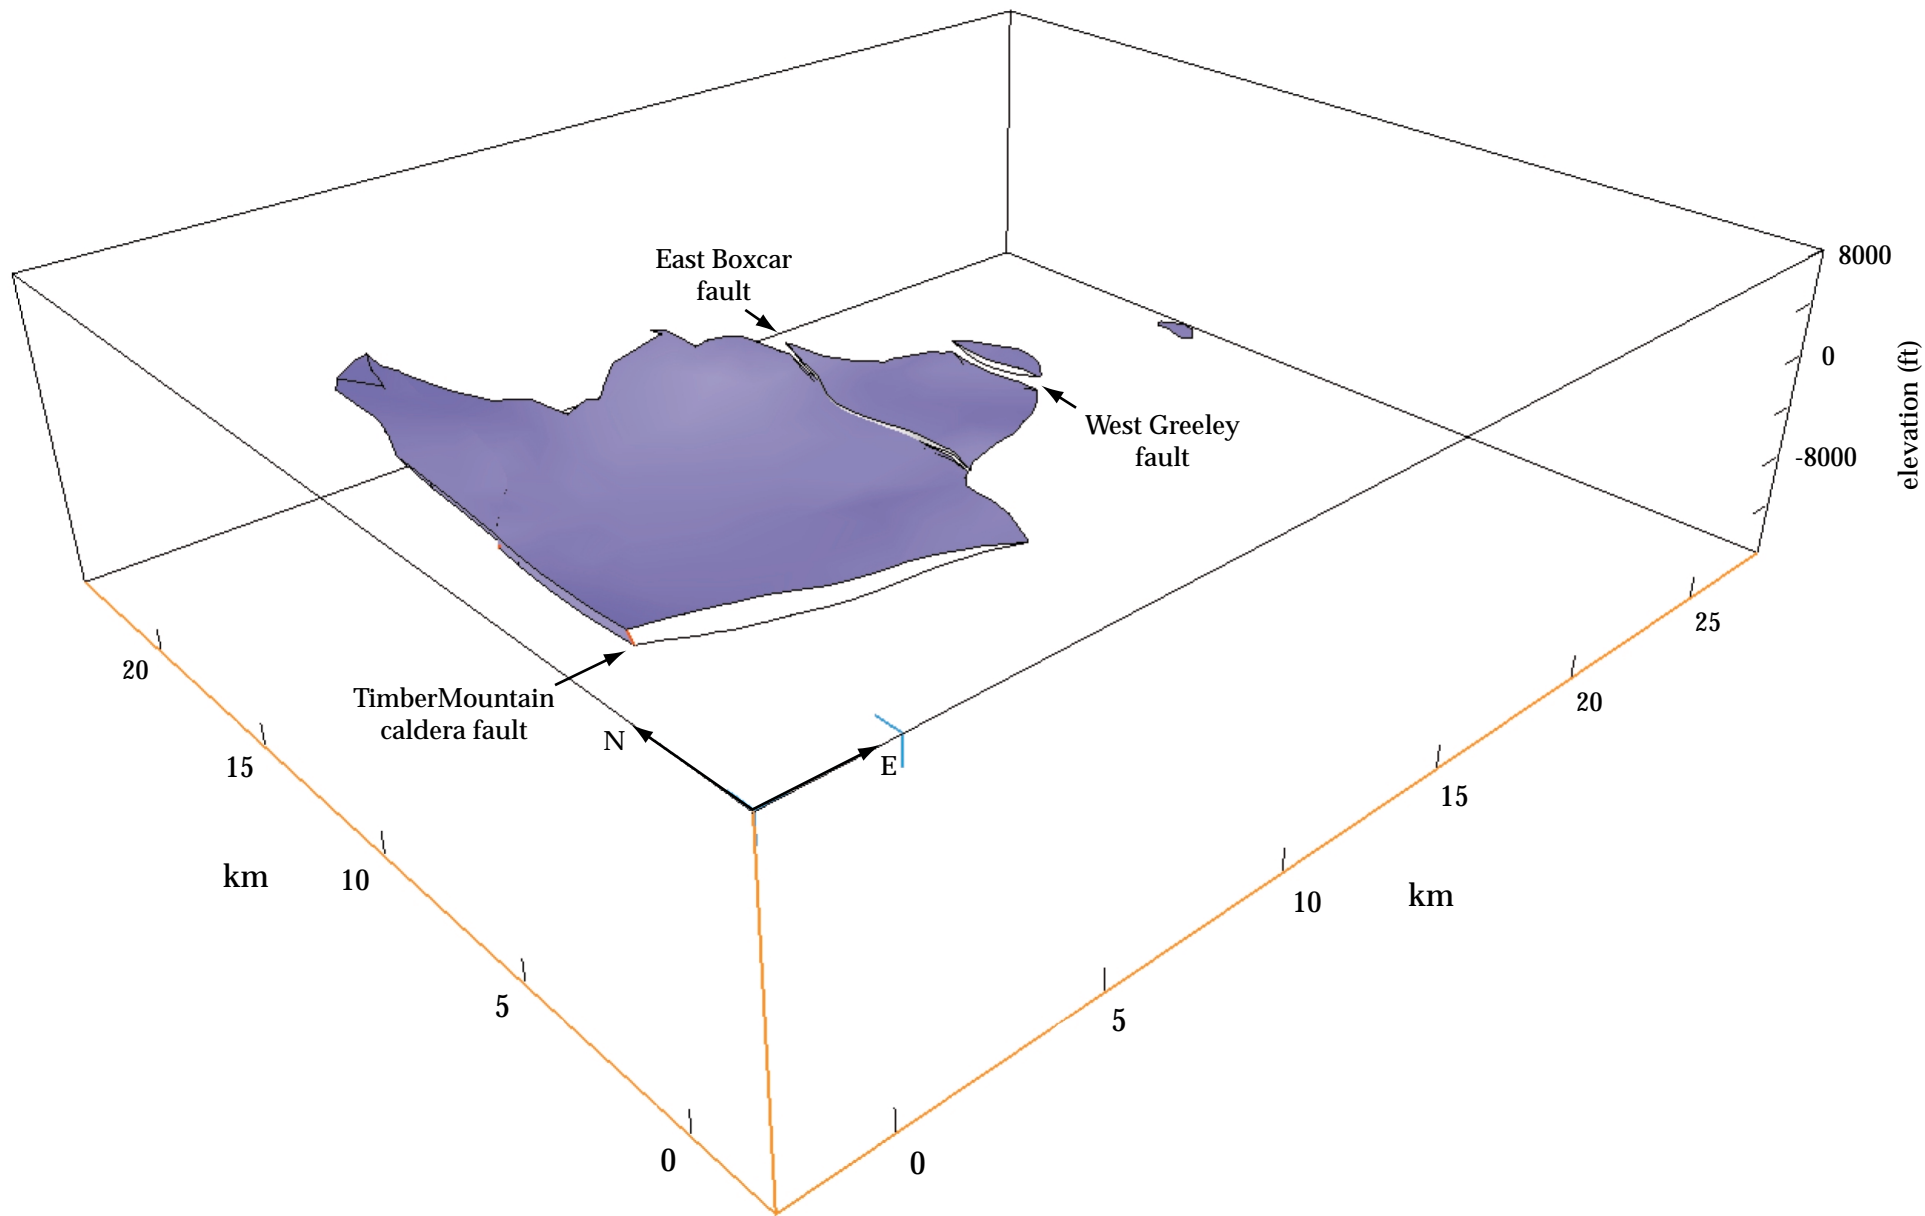 East Boxcar
fault
8000
0
-8000
elevation (ft)
West Greeley
fault
TimberMountain
caldera fault
N
E
20
15
10
5
0
km
25
20
15
10
5
0
km